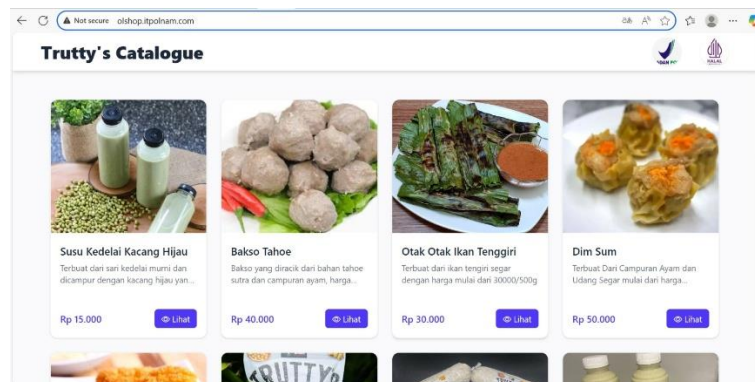 Not secure olshop.itpolnam.com
Trutty's Catalogue
HALAL
Susu Kedelai Kacang Hijau
Terbuat dari sari kedelai murni dan
dicampur dengan kacang hijau yan...
Rp 15.000
Lihat
Bakso Tahoe
Bakso yang diracik dari bahan tahoe
sutra dan campuran ayam, harga...
Rp 40.000
Lihat
Otak Otak Ikan Tenggiri
Terbuat dari ikan tengiri segar
dengan harga mulai dari 30000/500g
Rp 30.000
Lihat
Dim Sum
Terbuat Dari Campuran Ayam dan
Udang Segar mulai dari harga...
Rp 50.000
Lihat
TRUTTY'S